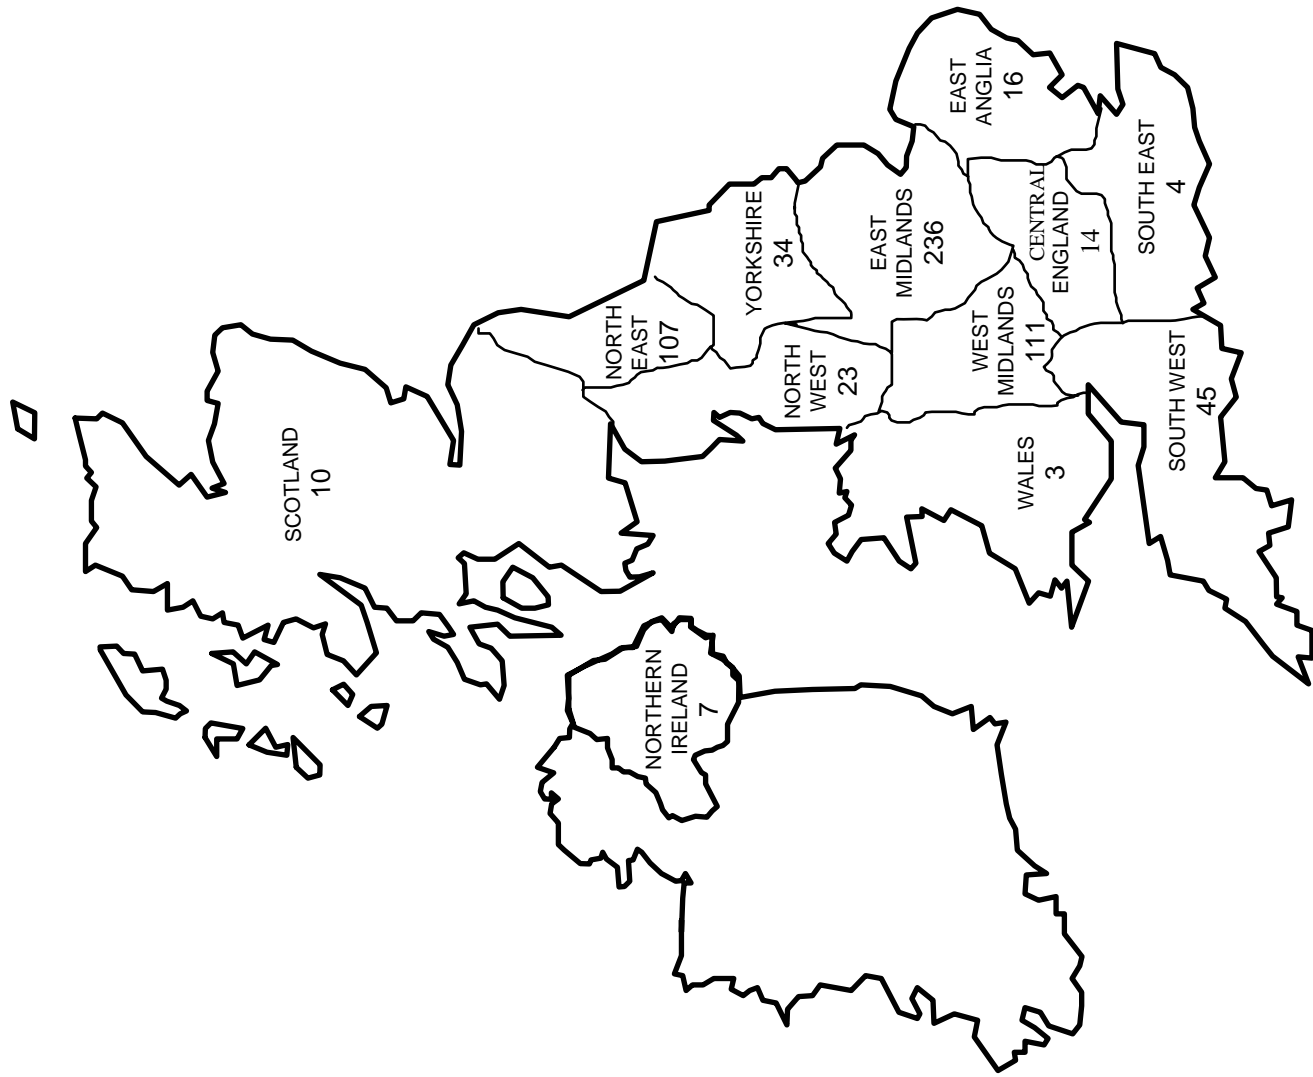 SCOTLAND
10
NORTHERN
IRELAND
7
NORTH
EAST
107
NORTH
WEST
23
YORKSHIRE
34
EAST
MIDLANDS
236
WEST
MIDLANDS
111
WALES
3
EAST
ANGLIA
16
CENTRAL
ENGLAND
14
SOUTH EAST
4
SOUTH WEST
45